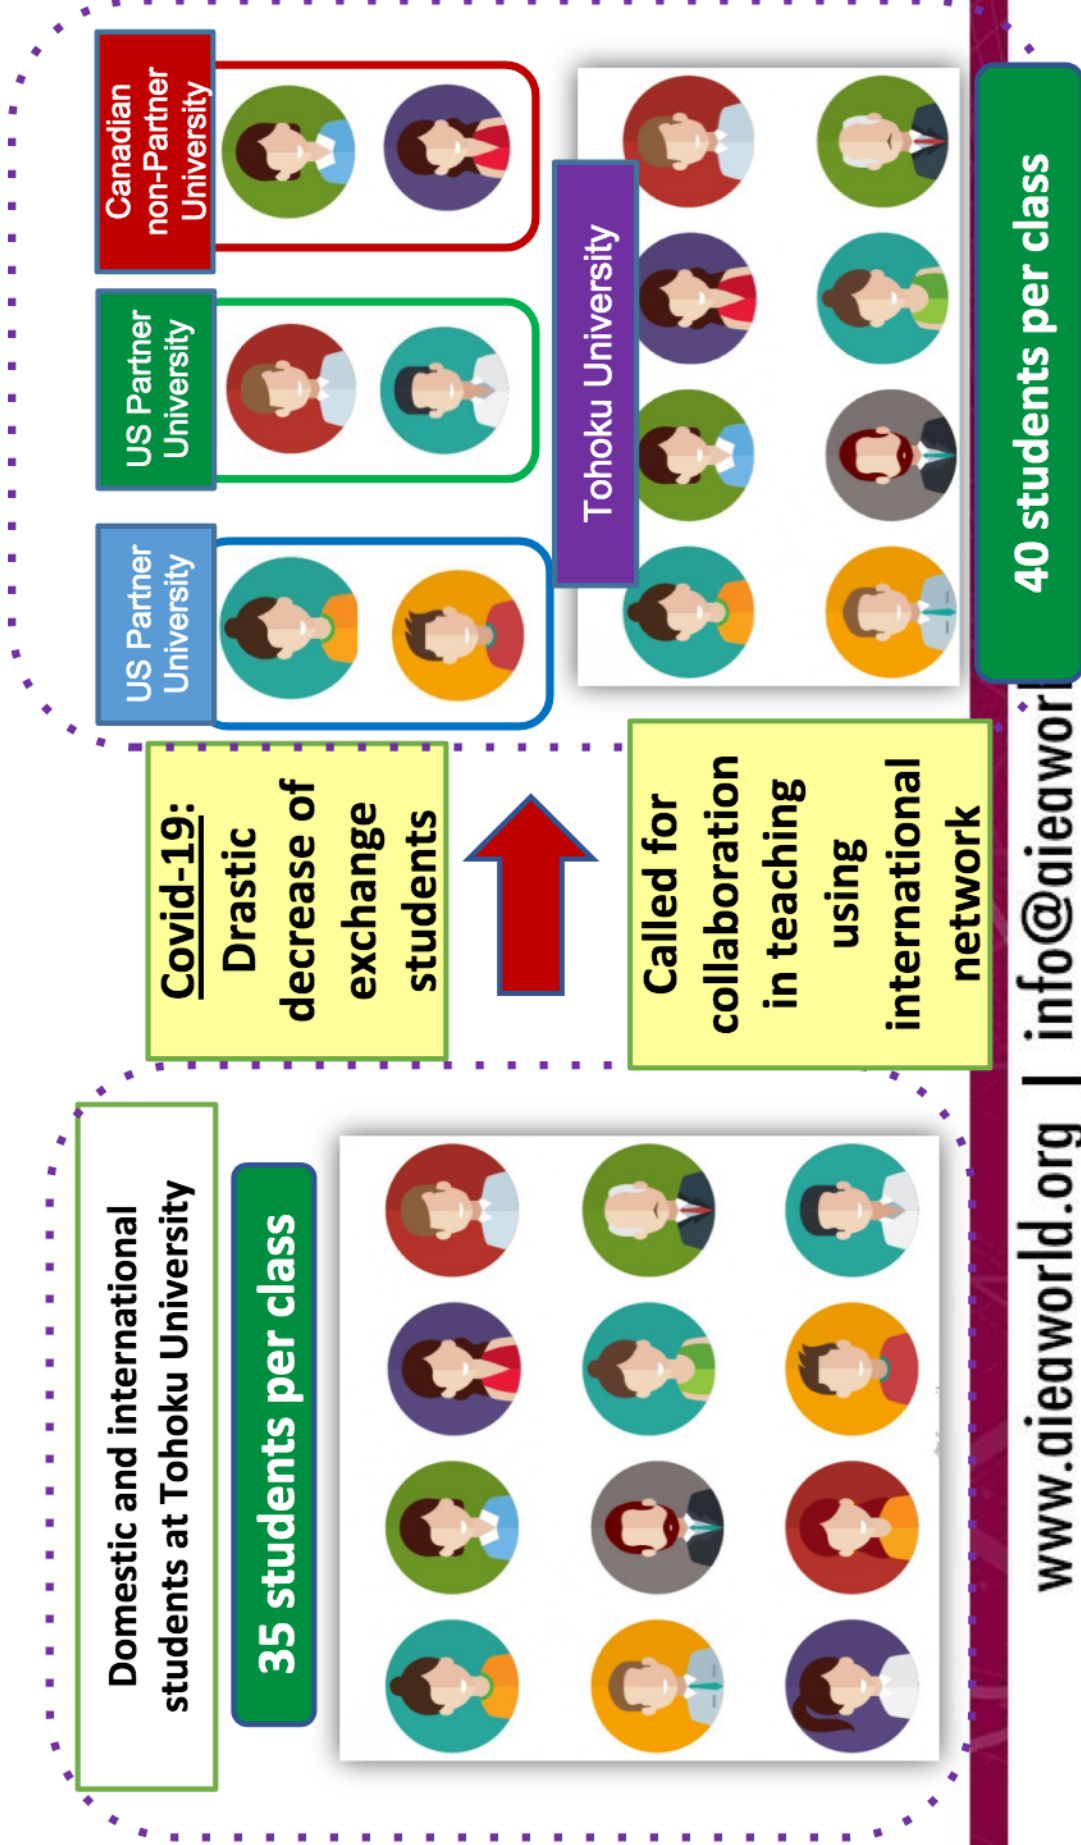 Domestic and international
students at Tohoku University
35 students per class
Covid-19:
Drastic
decrease of
exchange
students
Called for
collaboration
in teaching
using
international
network
US Partner
University
US Partner
University
Canadian
non-Partner
University
Tohoku University
40 students per class
www.aieaworld.org | info@aieaworl